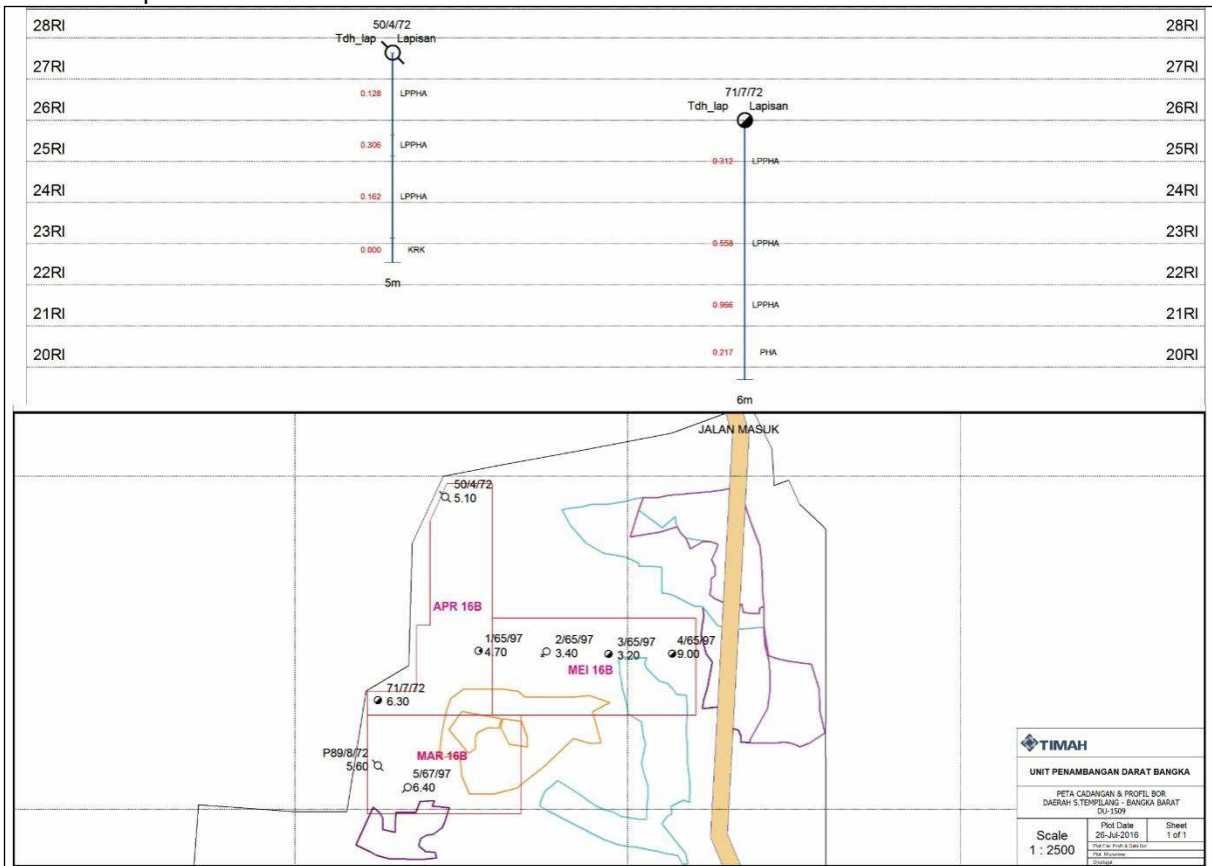 28RI
50/4/72
28RI
Tdh_lap Lapisan
27RI
27RI
0.128 LPPHA
71/7/72
26RI
Tdh_lap Lapisan
26RI
0.306 LPPHA
25RI
0.312 LPPHA
25RI
24RI
0.162 LPPHA
24RI
23RI
0.000 KRK
0.558 LPPHA
23RI
22RI
5m
22RI
21RI
0.966 LPPHA
21RI
20RI
0.217 PHA
20RI
6m
JALAN MASUK
50/4/72
5.10
APR 16B
1/65/97
4.70
2/65/97
3.40
3/65/97
3.20
4/65/97
9.00
MEI 16B
71/7/72
6.30
P89/8/72
5.60
MAR 16B
5/67/97
6.40
TIMAH
UNIT PENAMBANGAN DARAT BANGKA
PETA CADANGAN & PROFIL BOR
DAERAH S.TEMPILANG - BANGKA BARAT
DU-1509
Scale
1 : 2500
Plot Date
26-Jul-2016
Sheet
1 of 1